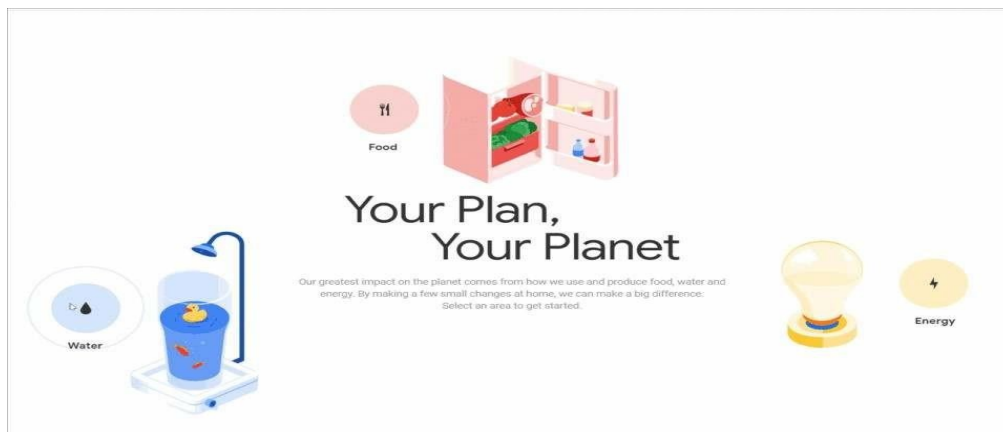 Food
Your Plan,
Your Planet
Our greatest impact on the planet comes from how we use and produce food, water and
energy. By making a few small changes at home, we can make a big difference.
Select an area to get started.
Water
Energy